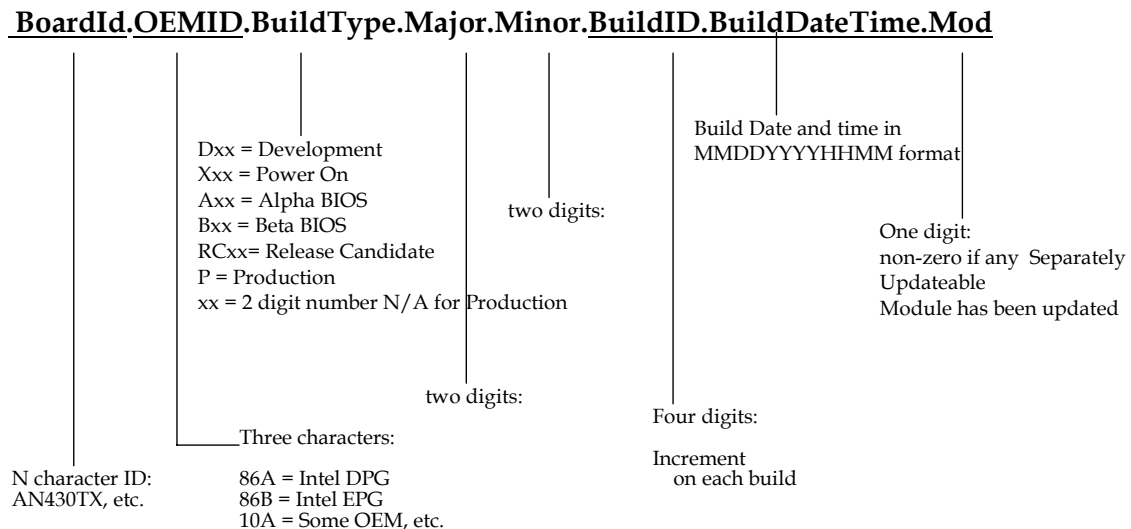 BoardId.OEMID.BuildType.Major.Minor.BuildID.BuildDateTime.Mod
Build Date and time in
MMDDYYYYHHMM format
Dxx = Development
Xxx = Power On
Axx = Alpha BIOS
Bxx = Beta BIOS
RCxx= Release Candidate
P = Production
xx = 2 digit number N/A for Production
two digits:
One digit:
non-zero if any Separately
Updateable
Module has been updated
two digits:
Four digits:
Increment
on each build
Three characters:
86A = Intel DPG
86B = Intel EPG
10A = Some OEM, etc.
N character ID:
AN430TX, etc.